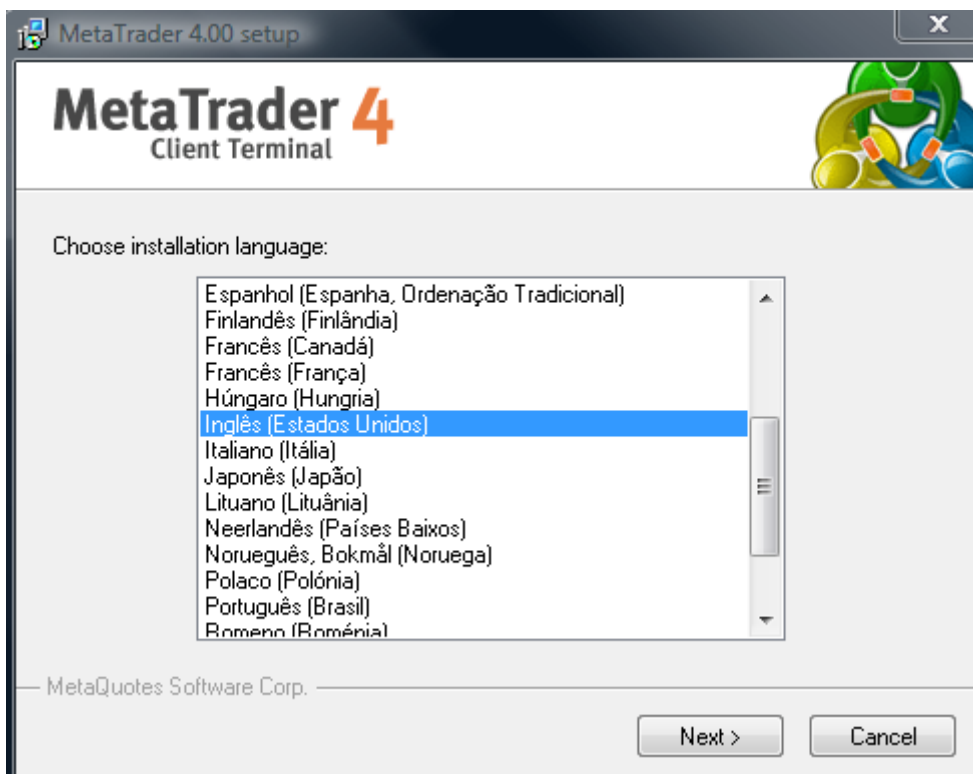 MetaTrader 4.00 setup
MetaTrader 4
Client Terminal
Choose installation language:
Espanhol (Espanha, Ordenação Tradicional)
Finlandês (Finlândia)
Francês (Canadá)
Francês (França)
Húngaro (Hungria)
Inglês (Estados Unidos)
Italiano (Itália)
Japonês (Japão)
Lituano (Lituânia)
Neerlandês (Países Baixos)
Norueguês, Bokmål (Noruega)
Polaco (Polónia)
Português (Brasil)
Romeno (Roménia)
MetaQuotes Software Corp.
Next > Cancel